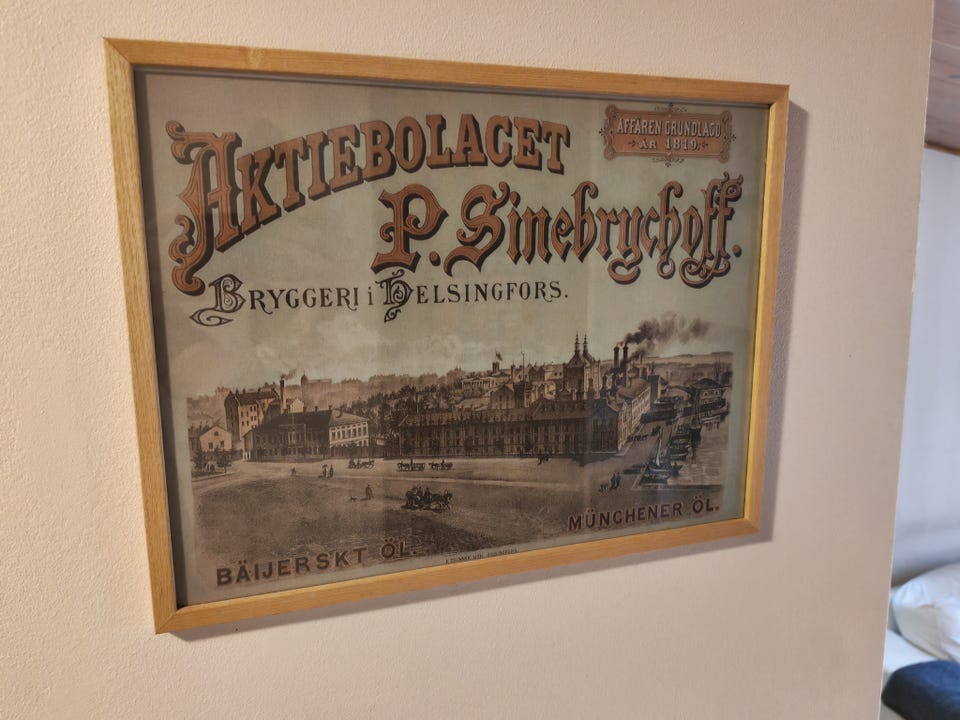 AKTIEBOLAGET
AFFÄREN GRUNDLAGD
ÅR 1819.
P. Sinebrychoff.
BRYGGERI i HELSINGFORS.
MÜNCHENER ÖL.
BÄIJERSKT ÖL.